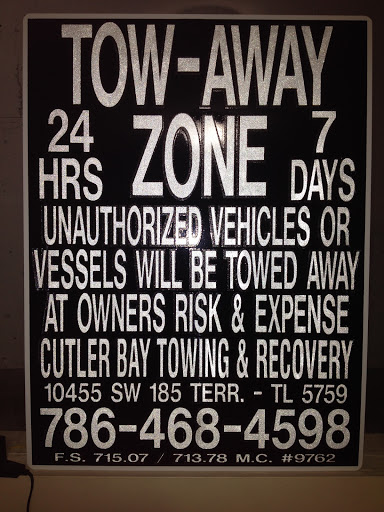 TOW-AWAY
24 HRS ZONE 7 DAYS
UNAUTHORIZED VEHICLES OR
VESSELS WILL BE TOWED AWAY
AT OWNERS RISK & EXPENSE
CUTLER BAY TOWING & RECOVERY
10455 SW 185 TERR. - TL 5759
786-468-4598
F.S. 715.07 / 713.78 M.C. #9762